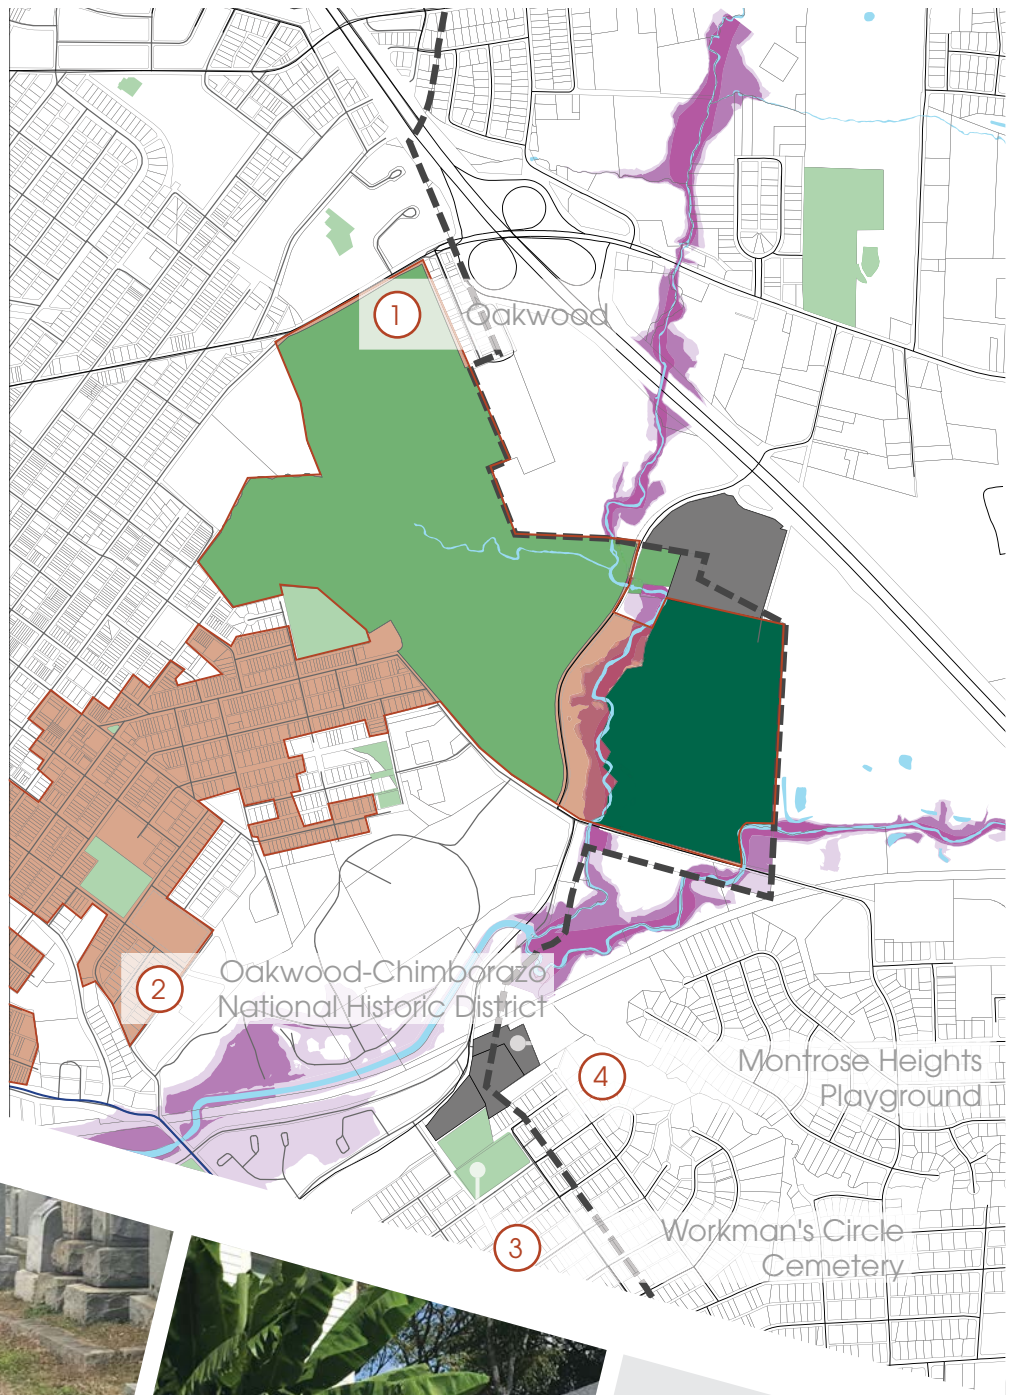 1
Oakwood
2
Oakwood-Chimborazo
National Historic District
4
Montrose Heights
Playground
3
Workman's Circle
Cemetery